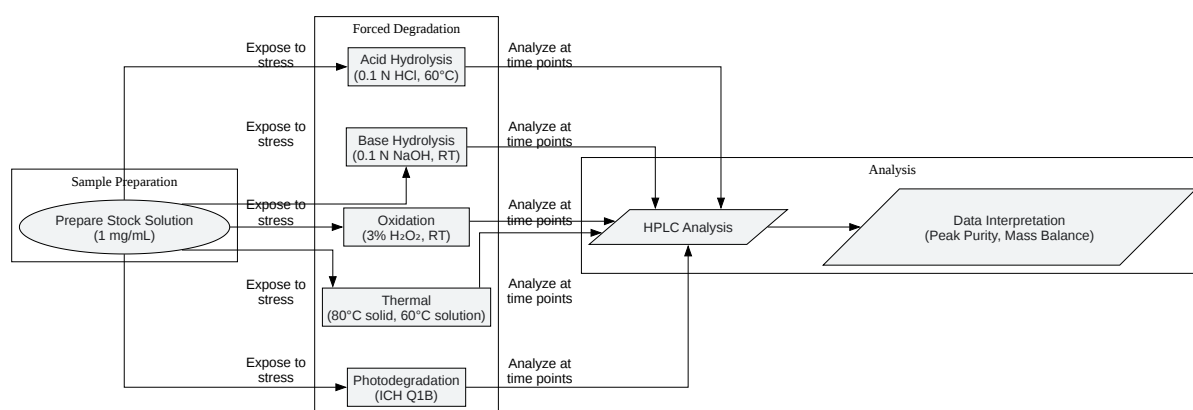 Forced Degradation
Expose to
stress
Acid Hydrolysis
(0.1 N HCl, 60°C)
Analyze at
time points
Expose to
stress
Base Hydrolysis
(0.1 N NaOH, RT)
Analyze at
time points
Sample Preparation
Prepare Stock Solution
(1 mg/mL)
Expose to
stress
Oxidation
(3% H₂O₂, RT)
Analyze at
time points
Analysis
HPLC Analysis
Data Interpretation
(Peak Purity, Mass Balance)
Expose to
stress
Thermal
(80°C solid, 60°C solution)
Analyze at
time points
Expose to
stress
Photodegradation
(ICH Q1B)
Analyze at
time points